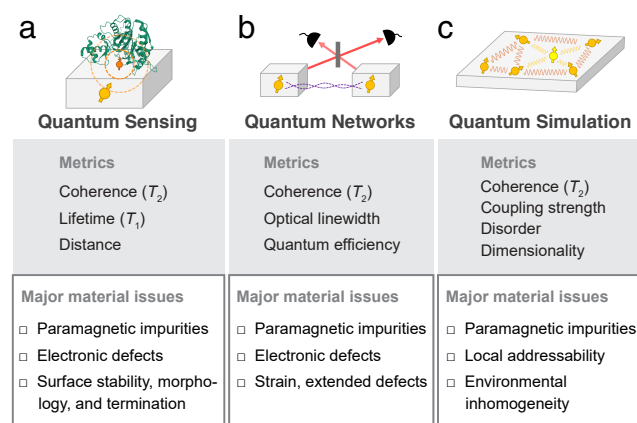 a
Quantum Sensing
Metrics
Coherence (T2)
Lifetime (T1)
Distance
Major material issues
□ Paramagnetic impurities
□ Electronic defects
□ Surface stability, morpho-
logy, and termination
b
Quantum Networks
Metrics
Coherence (T2)
Optical linewidth
Quantum efficiency
Major material issues
□ Paramagnetic impurities
□ Electronic defects
□ Strain, extended defects
c
Quantum Simulation
Metrics
Coherence (T2)
Coupling strength
Disorder
Dimensionality
Major material issues
□ Paramagnetic impurities
□ Local addressability
□ Environmental
inhomogeneity